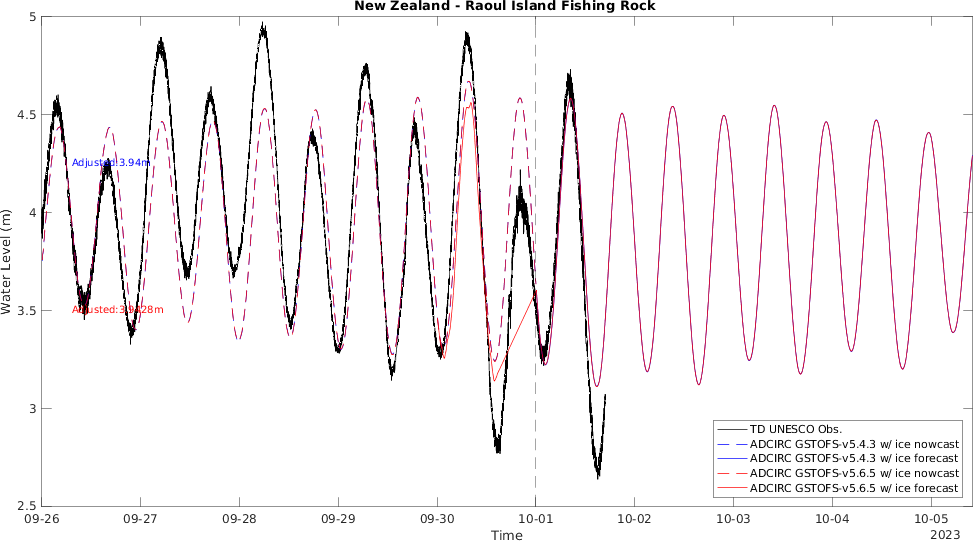 New Zealand - Raoul Island Fishing Rock
5
4.5
4
3.5
3
2.5
Water Level (m)
Adjusted:3.94m
Adjusted:3.9428m
TD UNESCO Obs.
ADCIRC GSTOFS-v5.4.3 w/ ice nowcast
ADCIRC GSTOFS-v5.4.3 w/ ice forecast
ADCIRC GSTOFS-v5.6.5 w/ ice nowcast
ADCIRC GSTOFS-v5.6.5 w/ ice forecast
09-26 09-27 09-28 09-29 09-30 10-01 10-02 10-03 10-04 10-05
Time
2023